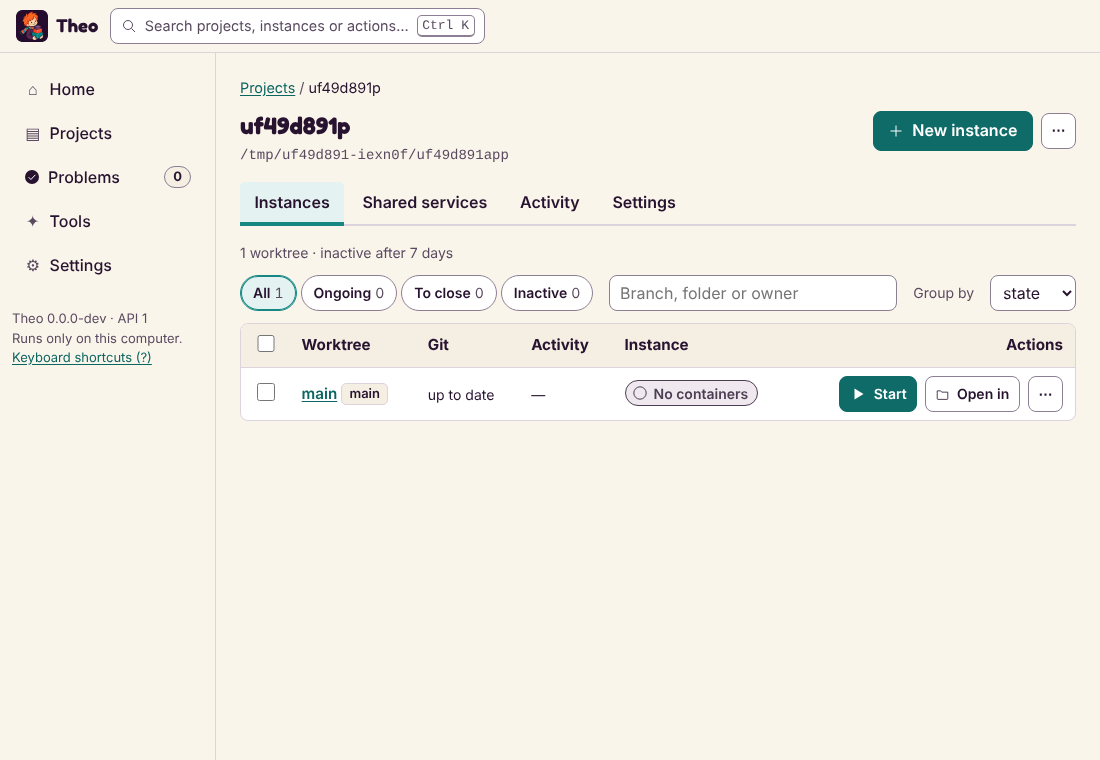 Theo
Search projects, instances or actions...
Ctrl K
Home
Projects
Problems 0
Tools
Settings
Theo 0.0.0-dev · API 1
Runs only on this computer.
Keyboard shortcuts (?)
Projects / uf49d891p
uf49d891p
/tmp/uf49d891-iexn0f/uf49d891app
New instance
Instances Shared services Activity Settings
1 worktree · inactive after 7 days
All 1 Ongoing 0 To close 0 Inactive 0 Branch, folder or owner Group by state
Worktree Git Activity Instance Actions
main main up to date — No containers Start Open in